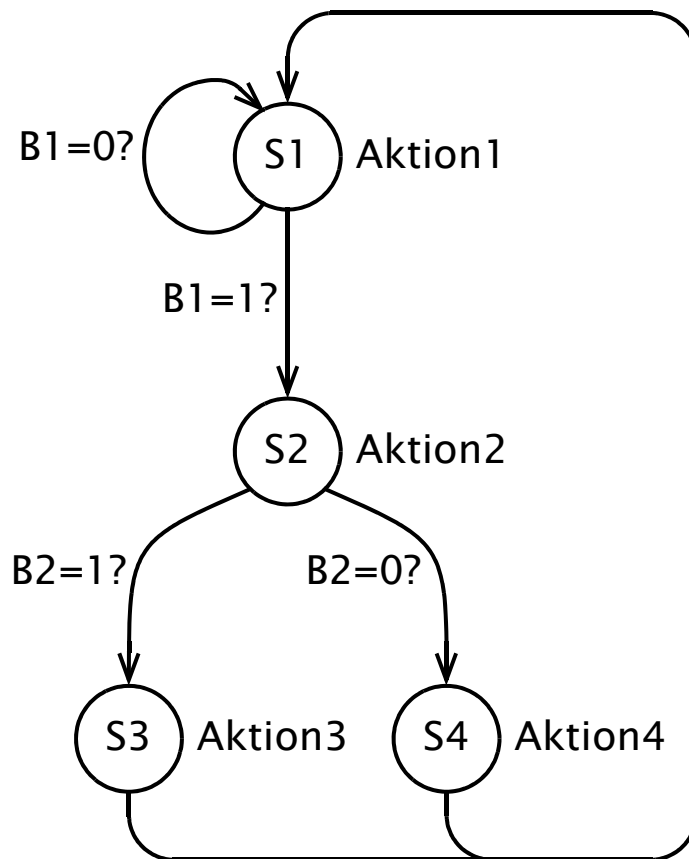 B1=0?
S1
Aktion1
B1=1?
S2
Aktion2
B2=1?
B2=0?
S3
Aktion3
S4
Aktion4